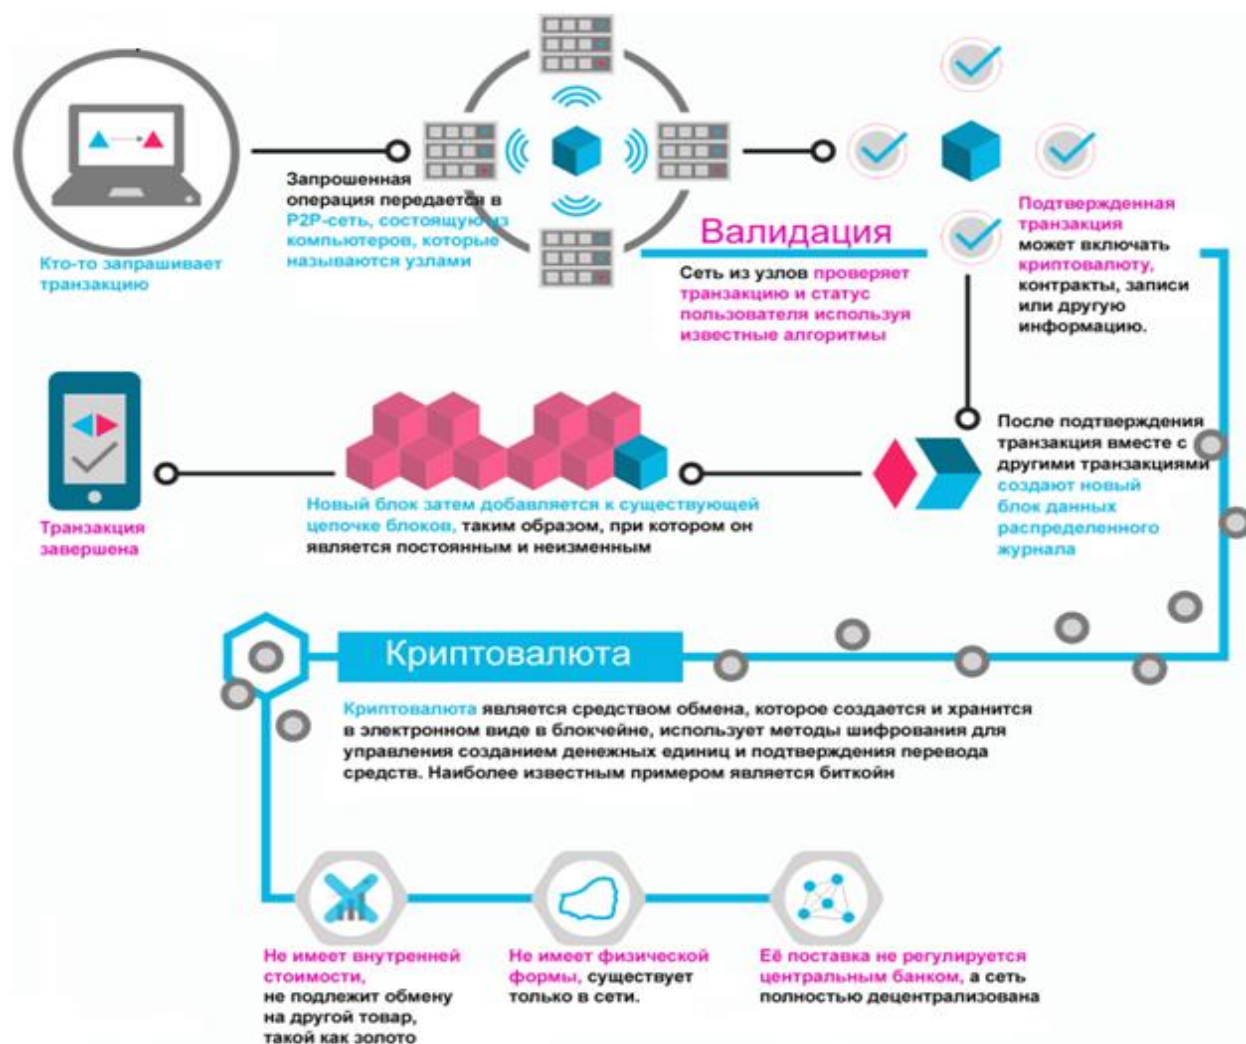 Кто-то запрашивает
транзакцию
Запрошенная
операция передается в
P2P-сеть, состоящую из
компьютеров, которые
называются узлами
Валидация
Сеть из узлов проверяет
транзакцию и статус
пользователя используя
известные алгоритмы
Подтвержденная
транзакция
может включать
криптовалюту,
контракты, записи
или другую
информацию.
После подтверждения
транзакция вместе с
другими транзакциями
создают новый
блок данных
распределенного
журнала
Новый блок затем добавляется к существующей
цепочке блоков, таким образом, при котором он
является постоянным и неизменным
Транзакция
завершена
Криптовалюта
Криптовалюта является средством обмена, которое создается и хранится
в электронном виде в блокчейне, использует методы шифрования для
управления созданием денежных единиц и подтверждения перевода
средств. Наиболее известным примером является биткойн
Не имеет внутренней
стоимости,
не подлежит обмену
на другой товар,
такой как золото
Не имеет физической
формы, существует
только в сети.
Её поставка не регулируется
центральным банком, а сеть
полностью децентрализована